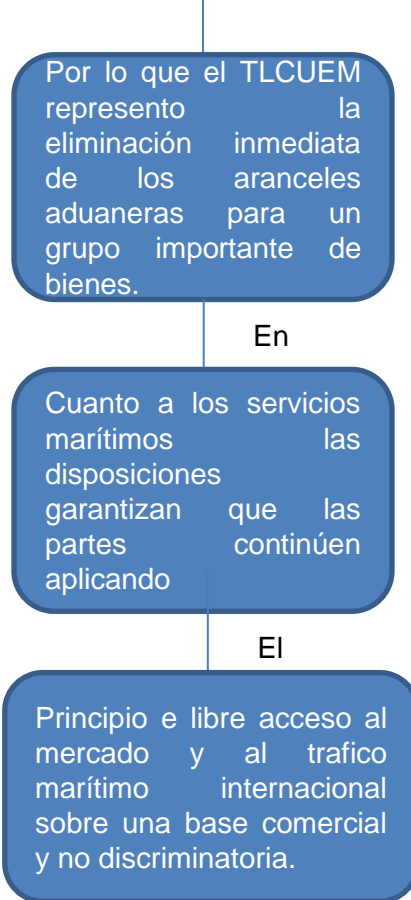 Por lo que el TLCUEM
represento la
eliminación inmediata
de los aranceles
aduaneras para un
grupo importante de
bienes.
En
Cuanto a los servicios
marítimos las
disposiciones
garantizan que las
partes continúen
aplicando
El
Principio e libre acceso al
mercado y al trafico
marítimo internacional
sobre una base comercial
y no discriminatoria.